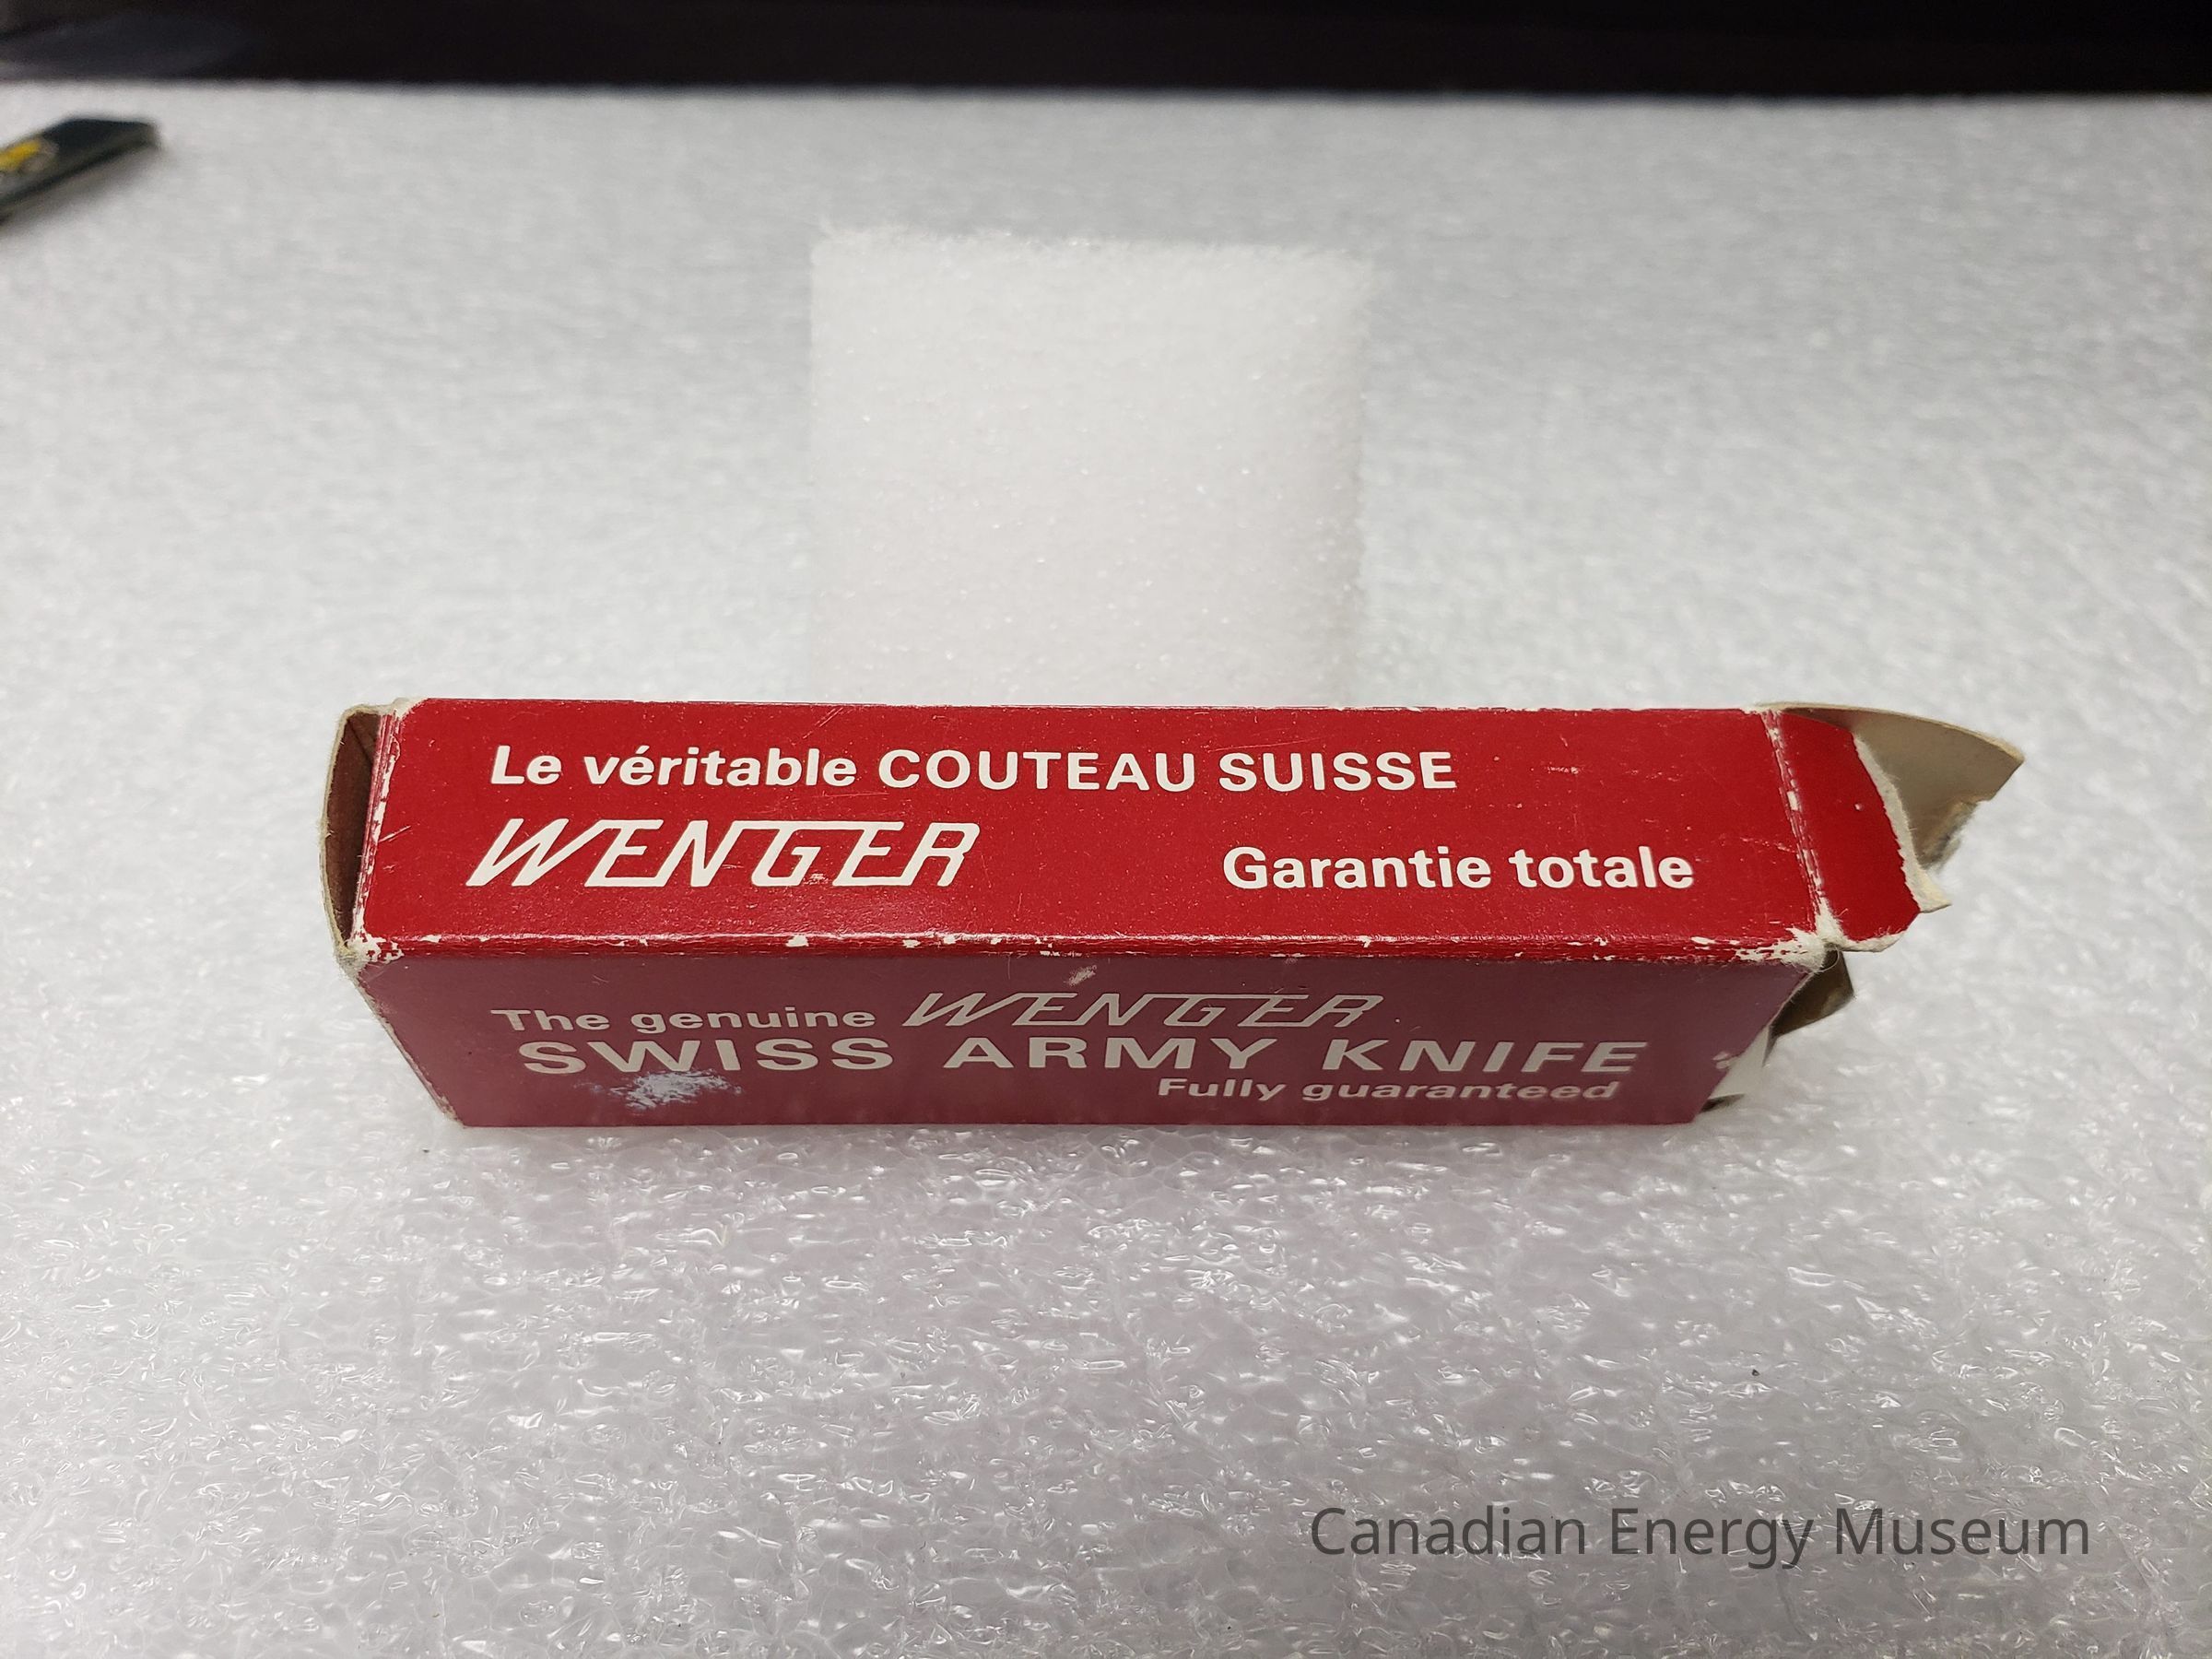 Le véritable COUTEAU SUISSE
WENGER Garantie totale
The genuine WENGER
SWISS ARMY KNIFE
Fully guaranteed
Canadian Energy Museum